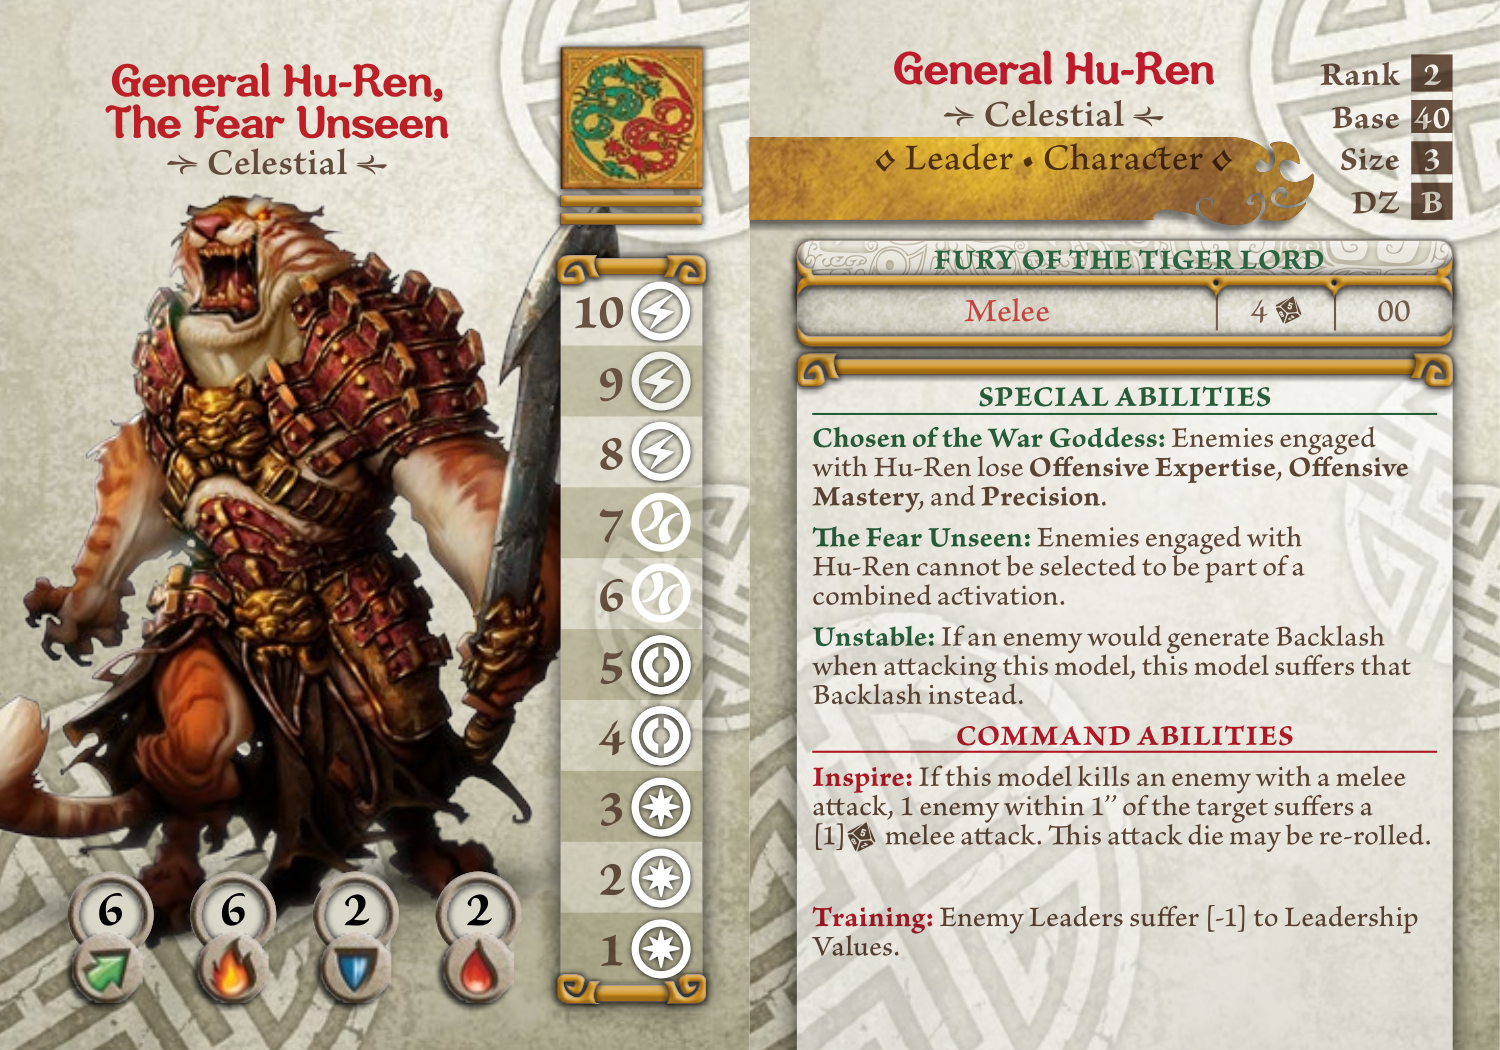 General Hu-Ren,
The Fear Unseen
Celestial
10
9
8
7
6
5
4
3
2
1
6 6 2 2
General Hu-Ren
Celestial
Leader • Character
Rank 2
Base 40
Size 3
DZ B
FURY OF THE TIGER LORD
Melee 4 00
SPECIAL ABILITIES
Chosen of the War Goddess: Enemies engaged
with Hu-Ren lose Offensive Expertise, Offensive
Mastery, and Precision.
The Fear Unseen: Enemies engaged with
Hu-Ren cannot be selected to be part of a
combined activation.
Unstable: If an enemy would generate Backlash
when attacking this model, this model suffers that
Backlash instead.
COMMAND ABILITIES
Inspire: If this model kills an enemy with a melee
attack, 1 enemy within 1” of the target suffers a
[1] melee attack. This attack die may be re-rolled.
Training: Enemy Leaders suffer [-1] to Leadership
Values.